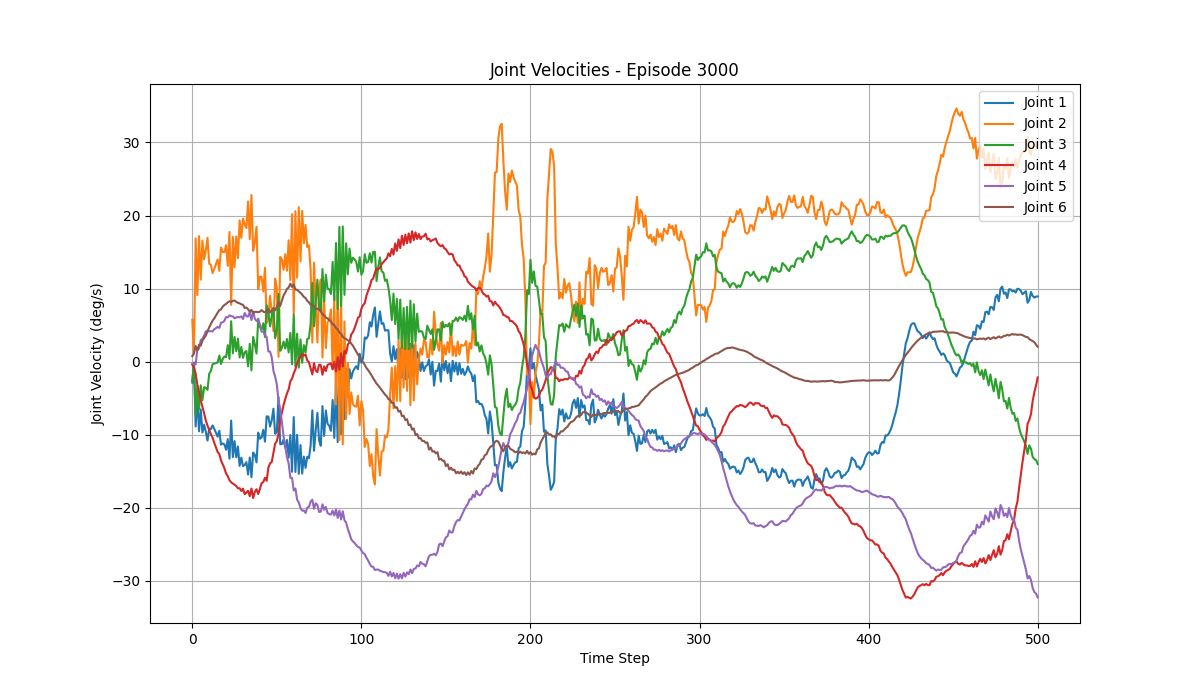 Joint Velocities - Episode 3000
Joint Velocity (deg/s)
30
20
10
0
−10
−20
−30
0
100
200
300
400
500
Time Step
Joint 1
Joint 2
Joint 3
Joint 4
Joint 5
Joint 6